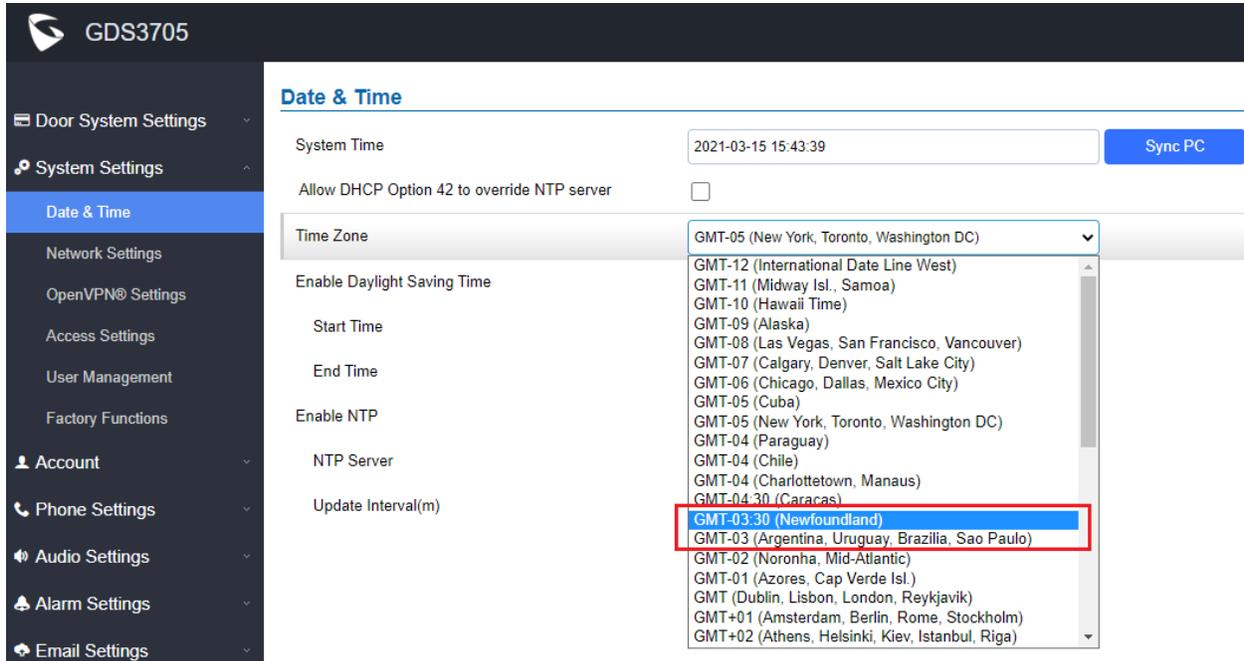 GDS3705
Door System Settings
System Settings
Date & Time
Network Settings
OpenVPN® Settings
Access Settings
User Management
Factory Functions
Account
Phone Settings
Audio Settings
Alarm Settings
Email Settings
Date & Time
System Time 2021-03-15 15:43:39 Sync PC
Allow DHCP Option 42 to override NTP server
Time Zone GMT-05 (New York, Toronto, Washington DC)
Enable Daylight Saving Time
Start Time
End Time
Enable NTP
NTP Server
Update Interval(m)
GMT-12 (International Date Line West)
GMT-11 (Midway Isl., Samoa)
GMT-10 (Hawaii Time)
GMT-09 (Alaska)
GMT-08 (Las Vegas, San Francisco, Vancouver)
GMT-07 (Calgary, Denver, Salt Lake City)
GMT-06 (Chicago, Dallas, Mexico City)
GMT-05 (Cuba)
GMT-05 (New York, Toronto, Washington DC)
GMT-04 (Paraguay)
GMT-04 (Chile)
GMT-04 (Charlottetown, Manaus)
GMT-04:30 (Caracas)
GMT-03:30 (Newfoundland)
GMT-03 (Argentina, Uruguay, Brazilia, Sao Paulo)
GMT-02 (Noronha, Mid-Atlantic)
GMT-01 (Azores, Cap Verde Isl.)
GMT (Dublin, Lisbon, London, Reykjavik)
GMT+01 (Amsterdam, Berlin, Rome, Stockholm)
GMT+02 (Athens, Helsinki, Kiev, Istanbul, Riga)